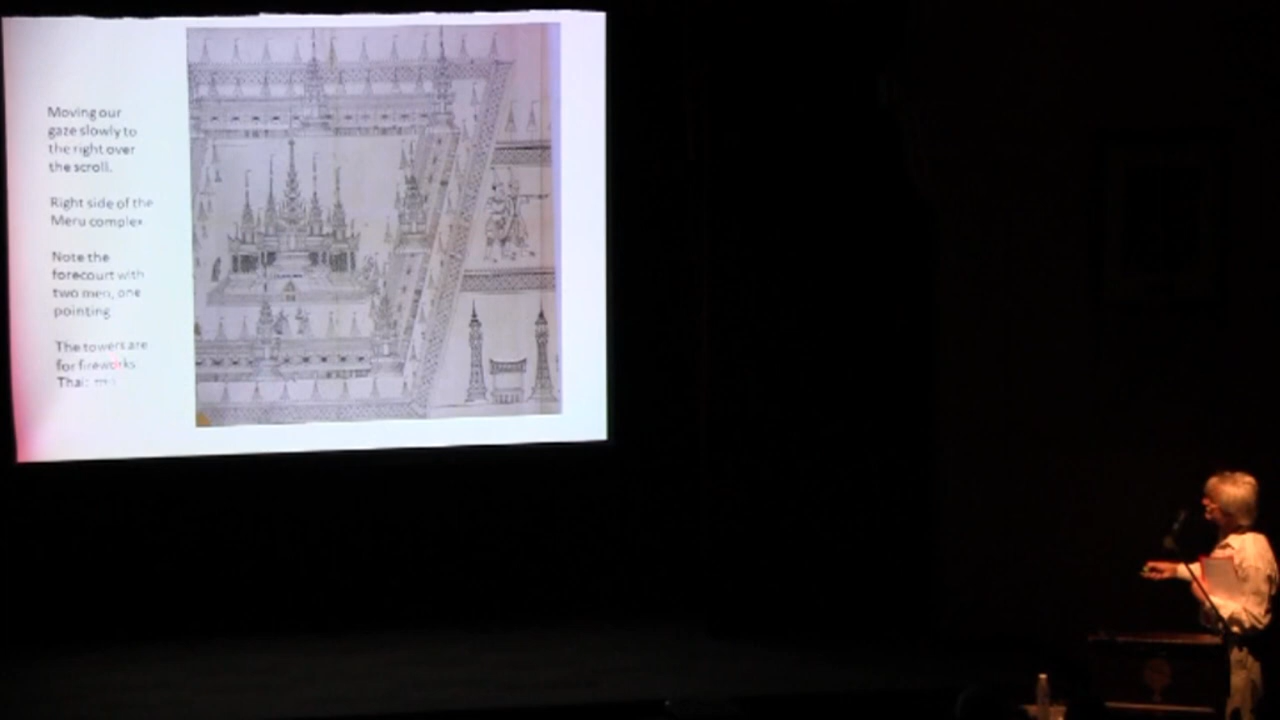 Moving our
gaze slowly to
the right over
the scroll.
Right side of the
Meru complex
Note the
forecourt with
two men, one
pointing
The towers are
for fireworks
Thai: